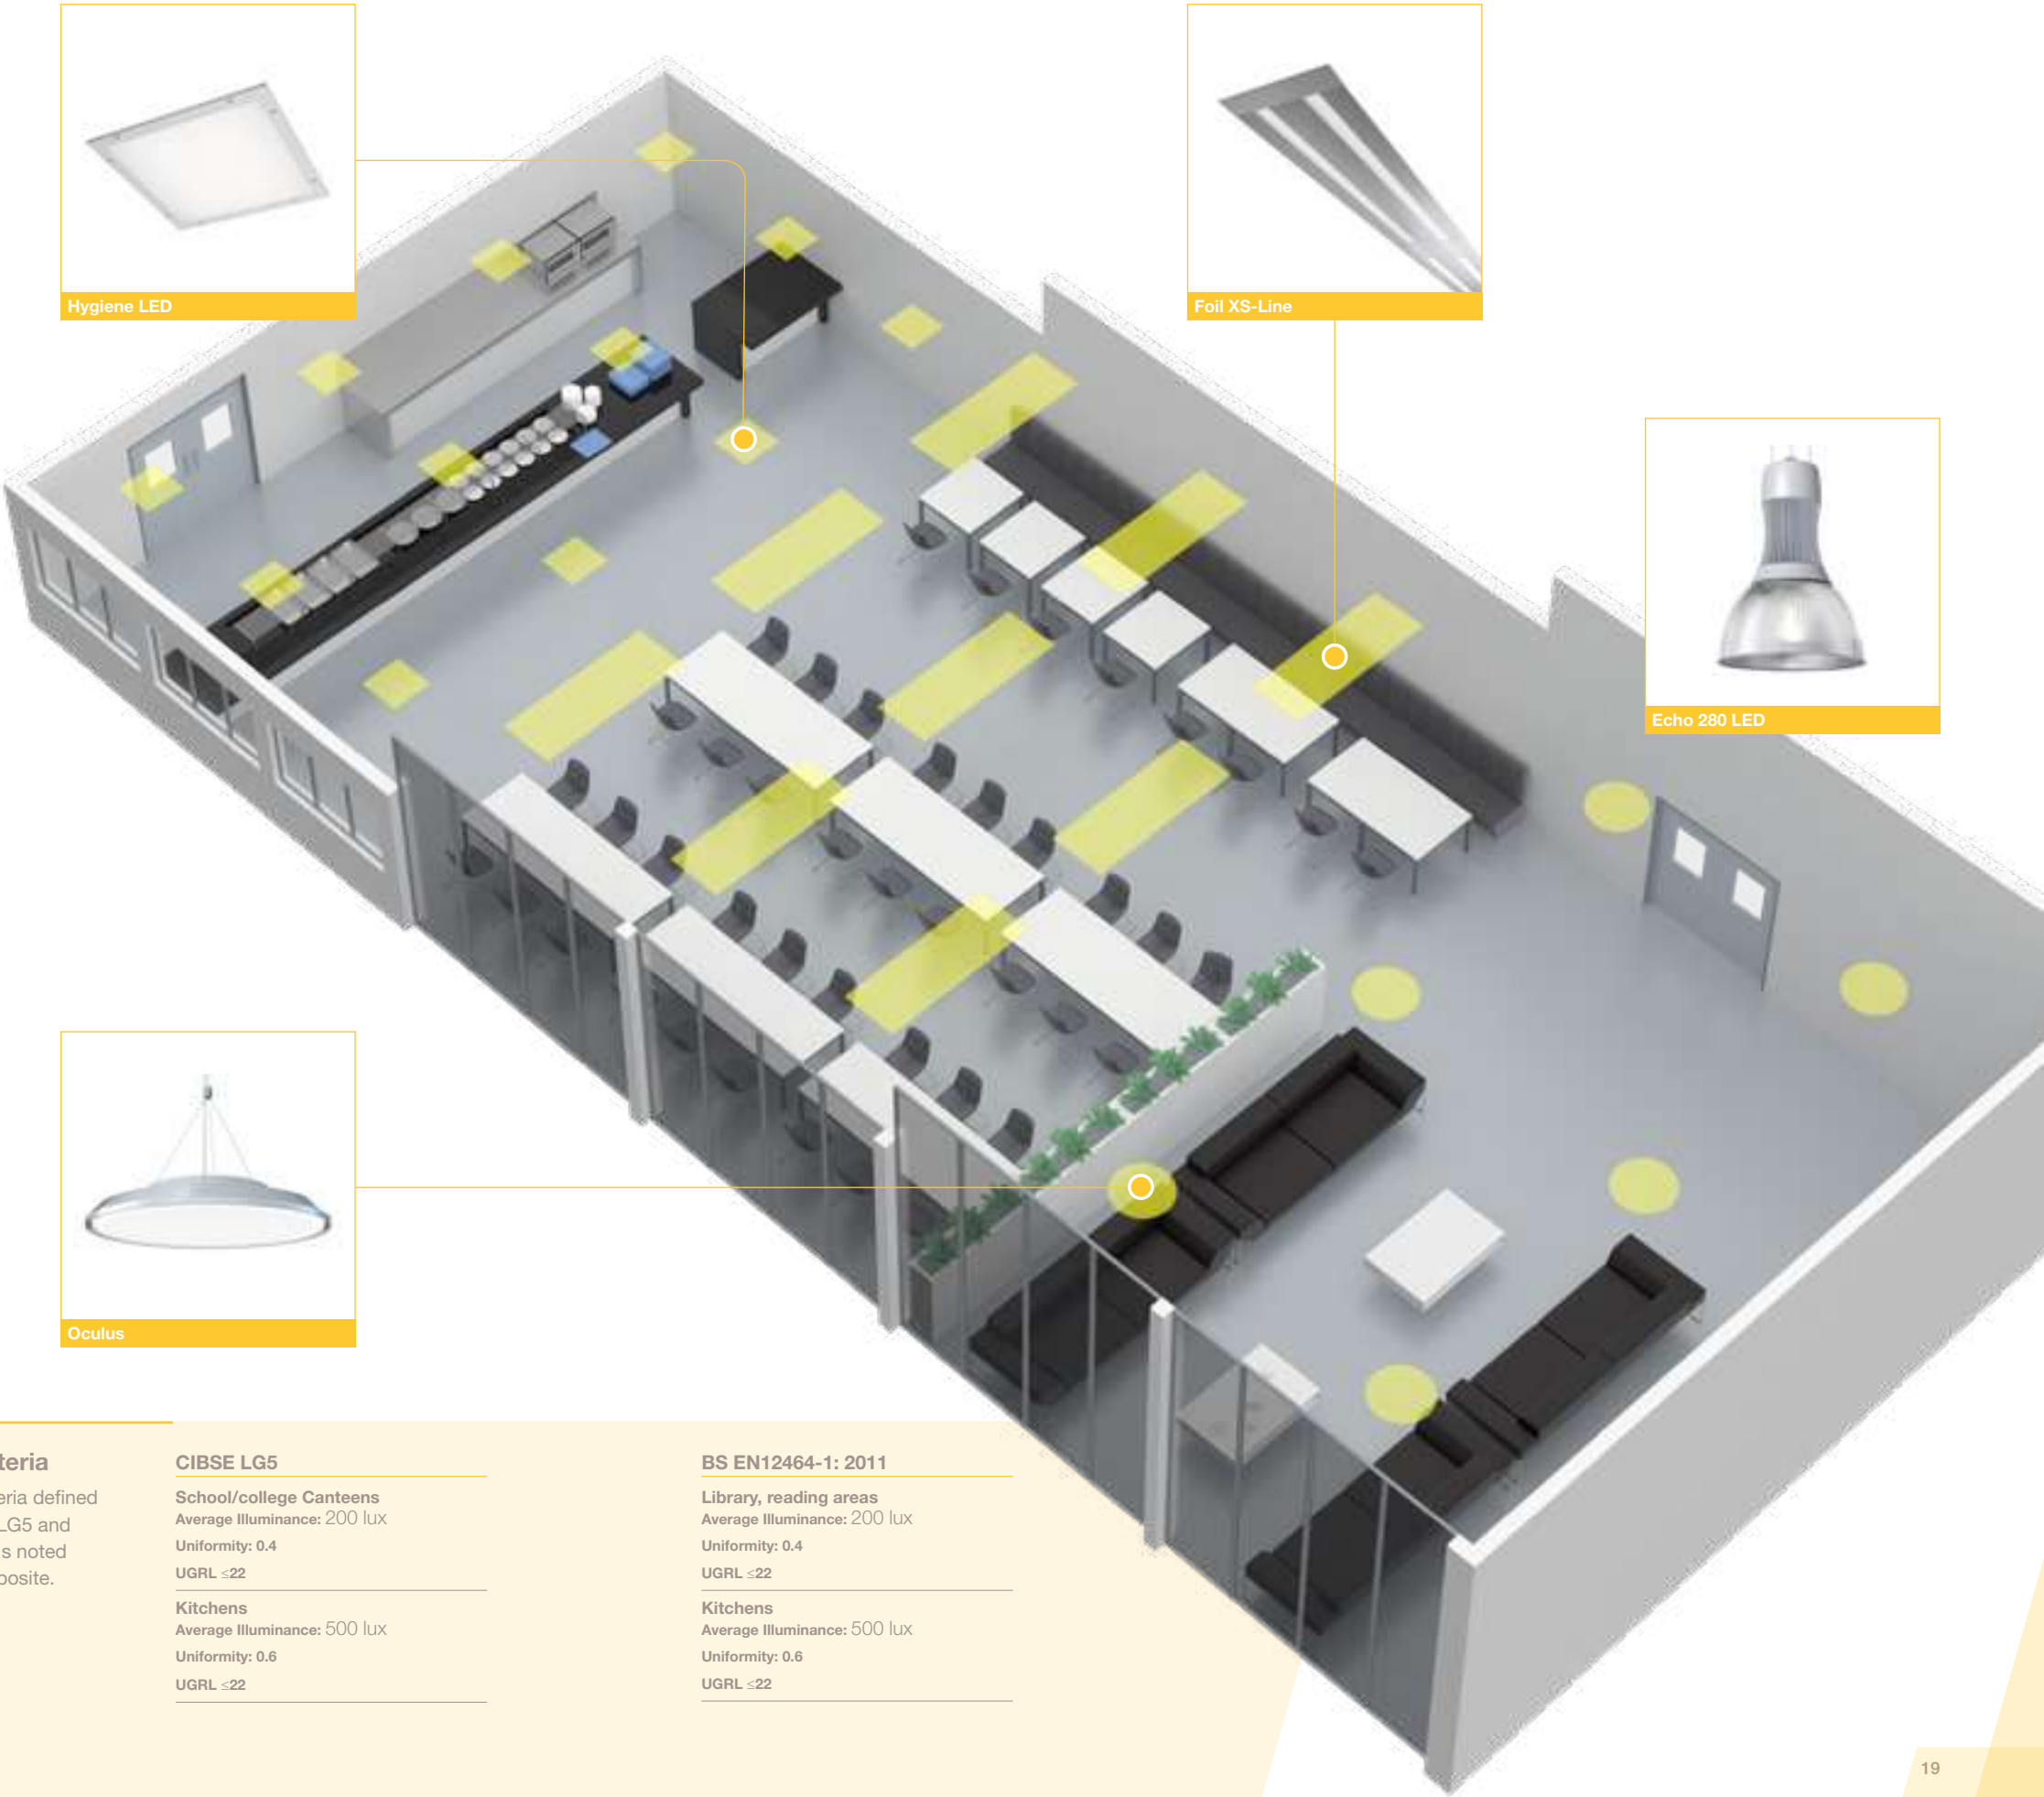 Hygiene LED
Foil XS-Line
Echo 280 LED
Oculus
teria
eria defined
LG5 and
s noted
posite.
CIBSE LG5
School/college Canteens
Average Illuminance: 200 lux
Uniformity: 0.4
UGRL ≤22
Kitchens
Average Illuminance: 500 lux
Uniformity: 0.6
UGRL ≤22
BS EN12464-1: 2011
Library, reading areas
Average Illuminance: 200 lux
Uniformity: 0.4
UGRL ≤22
Kitchens
Average Illuminance: 500 lux
Uniformity: 0.6
UGRL ≤22
19